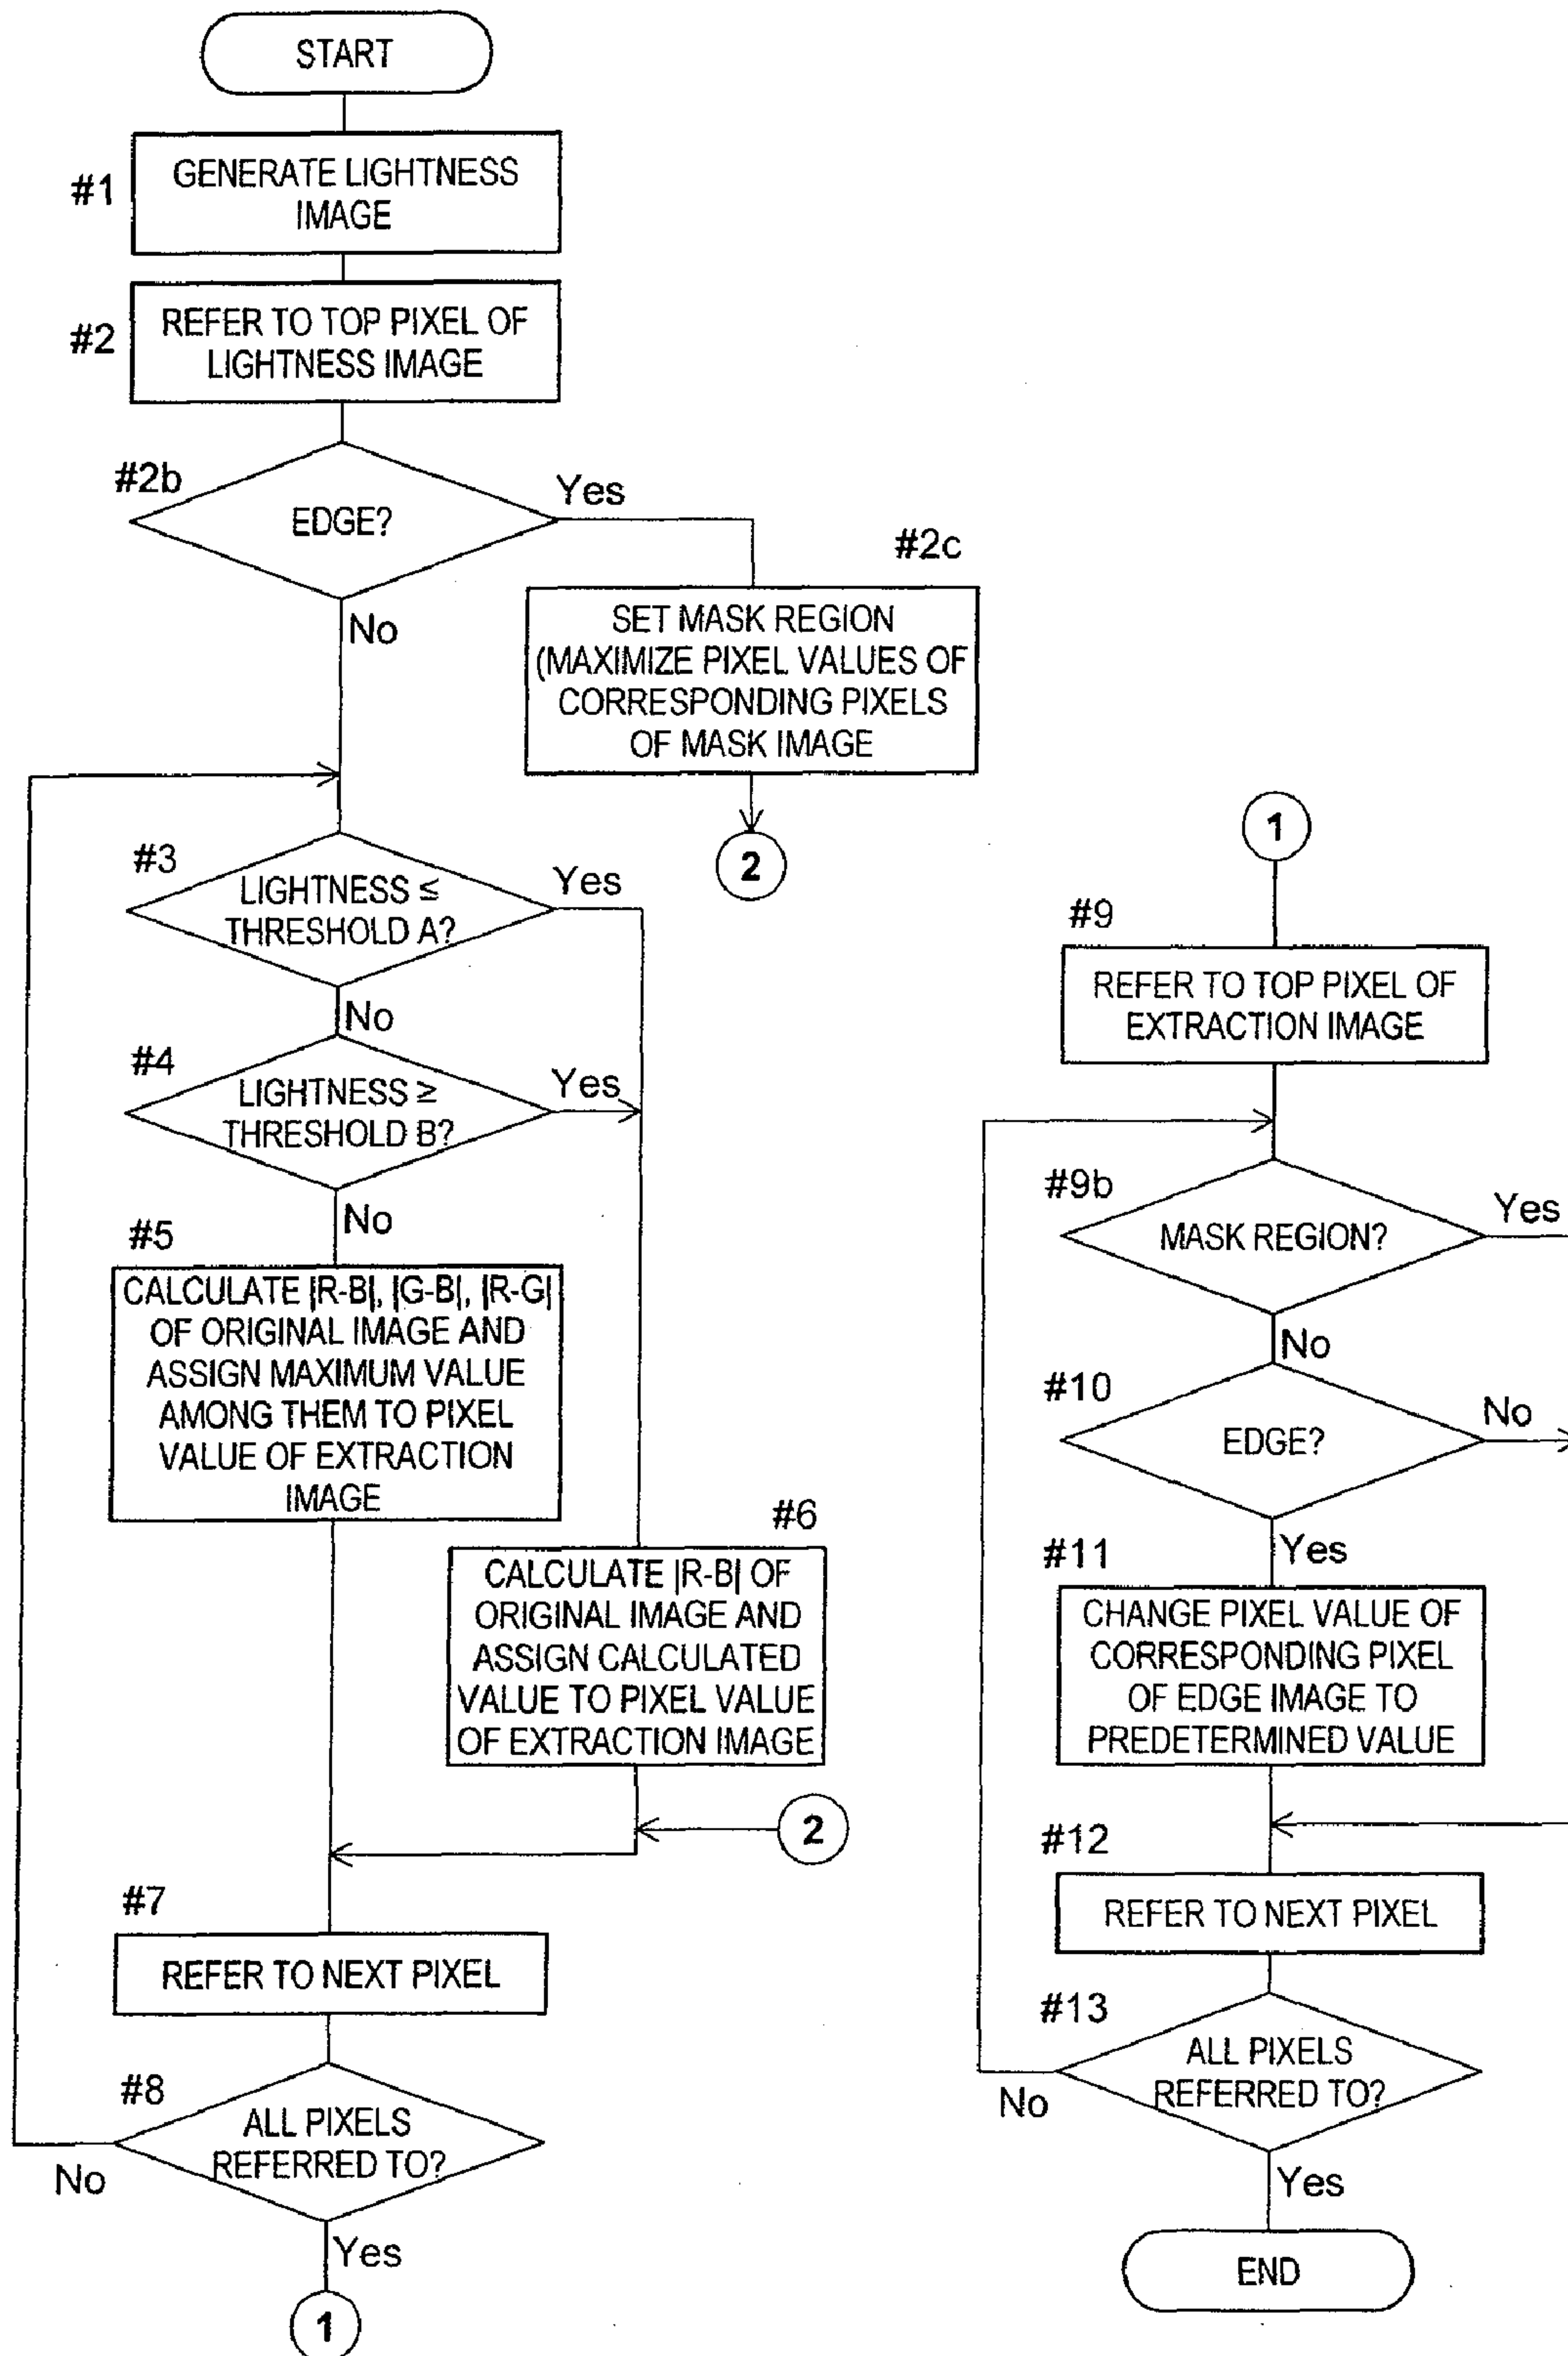 START
#1
GENERATE LIGHTNESS
IMAGE
#2
REFER TO TOP PIXEL OF
LIGHTNESS IMAGE
#2b
EDGE?
Yes
No
#2c
SET MASK REGION
(MAXIMIZE PIXEL VALUES OF
CORRESPONDING PIXELS
OF MASK IMAGE
2
#3
LIGHTNESS ≤
THRESHOLD A?
Yes
No
#4
LIGHTNESS ≥
THRESHOLD B?
Yes
No
#5
CALCULATE |R-B|, |G-B|, |R-G|
OF ORIGINAL IMAGE AND
ASSIGN MAXIMUM VALUE
AMONG THEM TO PIXEL
VALUE OF EXTRACTION
IMAGE
#6
CALCULATE |R-B| OF
ORIGINAL IMAGE AND
ASSIGN CALCULATED
VALUE TO PIXEL VALUE
OF EXTRACTION IMAGE
2
#7
REFER TO NEXT PIXEL
#8
ALL PIXELS
REFERRED TO?
No
Yes
1
1
#9
REFER TO TOP PIXEL OF
EXTRACTION IMAGE
#9b
MASK REGION?
Yes
No
#10
EDGE?
No
Yes
#11
CHANGE PIXEL VALUE OF
CORRESPONDING PIXEL
OF EDGE IMAGE TO
PREDETERMINED VALUE
#12
REFER TO NEXT PIXEL
#13
ALL PIXELS
REFERRED TO?
No
Yes
END